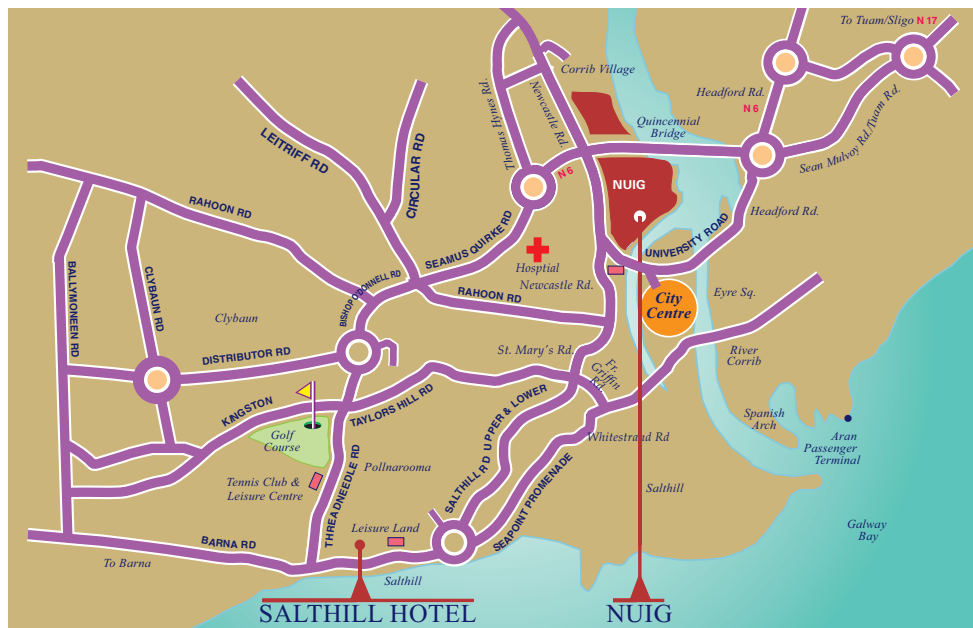 To Tuam/Sligo N 17
Corrib Village
Headford Rd.
N 6
Thomas Hynes Rd.
Newcastle Rd.
Quincennial
Bridge
Sean Mulvoy Rd./Tuam Rd.
LEITRIFF RD
CIRCULAR RD
N 6
NUIG
RAHOON RD
Headford Rd.
SEAMUS QUIRKE RD
UNIVERSITY ROAD
Hosptial
Newcastle Rd.
BISHOP O'DONNELL RD
BALLYMONEEN RD
CLYBAUN RD
RAHOON RD
City
Centre
Eyre Sq.
Clybaun
DISTRIBUTOR RD
St. Mary's Rd.
Fr.
Griffin
Rd.
River
Corrib
KINGSTON
TAYLORS HILL RD
Golf
Course
SALTHILL RD UPPER & LOWER
Whitestrand Rd
Spanish
Arch
Aran
Passenger
Terminal
Pollnarooma
THREADNEEDLE RD
Tennis Club &
Leisure Centre
SEAPOINT PROMENADE
Salthill
Leisure Land
Galway
Bay
BARNA RD
To Barna
Salthill
SALTHILL HOTEL
NUIG